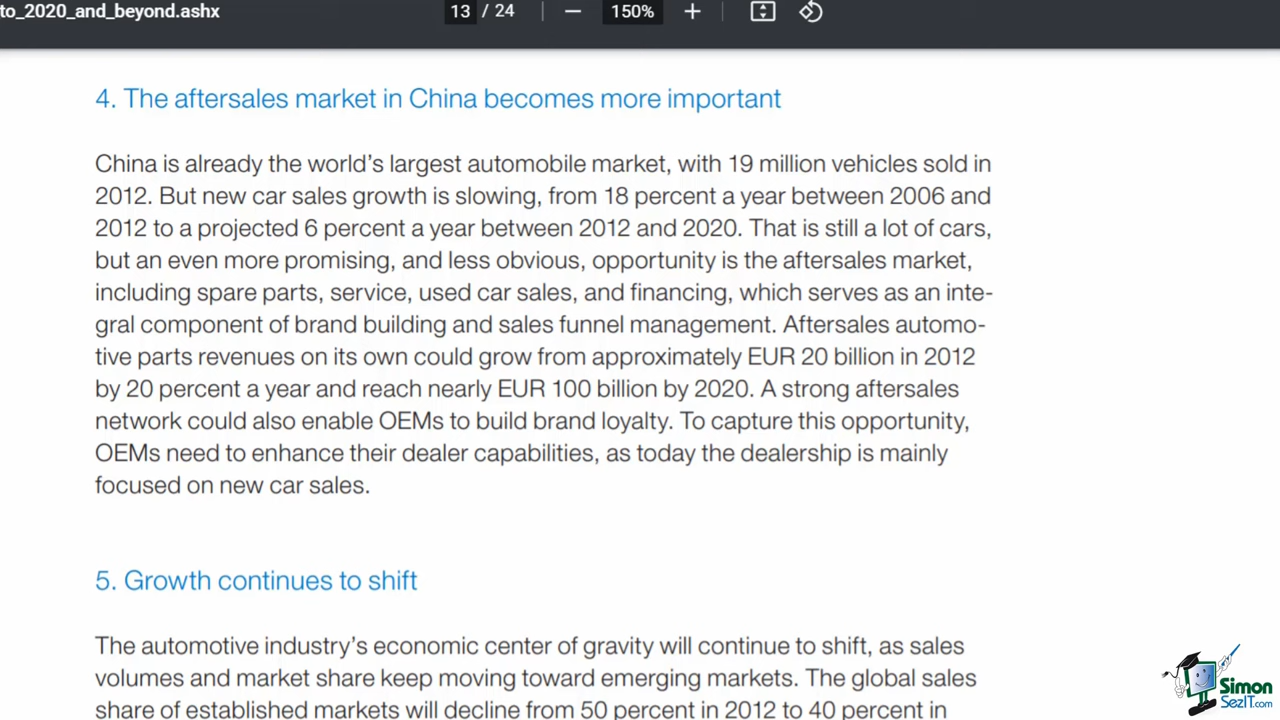 to_2020_and_beyond.ashx
13 / 24
150%
4. The aftersales market in China becomes more important
China is already the world's largest automobile market, with 19 million vehicles sold in
2012. But new car sales growth is slowing, from 18 percent a year between 2006 and
2012 to a projected 6 percent a year between 2012 and 2020. That is still a lot of cars,
but an even more promising, and less obvious, opportunity is the aftersales market,
including spare parts, service, used car sales, and financing, which serves as an inte-
gral component of brand building and sales funnel management. Aftersales automo-
tive parts revenues on its own could grow from approximately EUR 20 billion in 2012
by 20 percent a year and reach nearly EUR 100 billion by 2020. A strong aftersales
network could also enable OEMs to build brand loyalty. To capture this opportunity,
OEMs need to enhance their dealer capabilities, as today the dealership is mainly
focused on new car sales.
5. Growth continues to shift
The automotive industry's economic center of gravity will continue to shift, as sales
volumes and market share keep moving toward emerging markets. The global sales
share of established markets will decline from 50 percent in 2012 to 40 percent in
Simon
SezIT.com